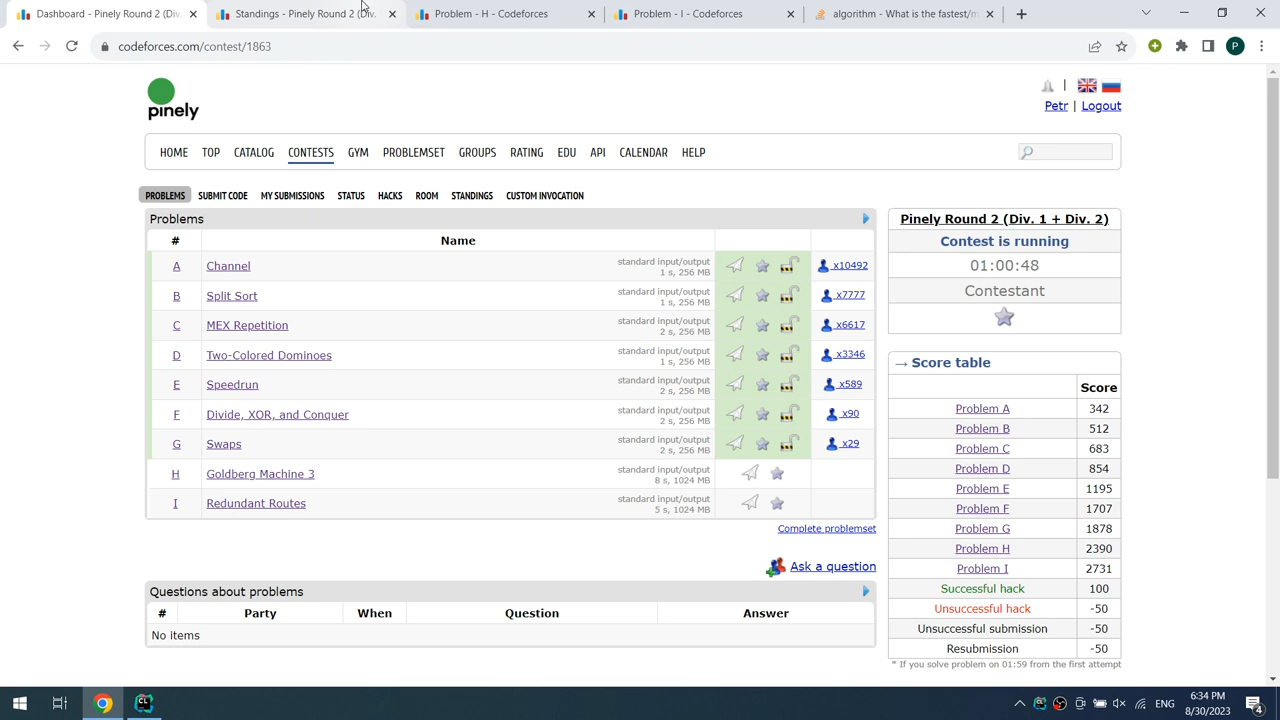 Dashboard - Pinely Round 2 (Div.
Standings - Pinely Round 2 (Div.
Problem - H - Codeforces
Problem - I - Codeforces
algorithm - What is the fastest/m
codeforces.com/contest/1863
P
pinely
Petr | Logout
HOME TOP CATALOG CONTESTS GYM PROBLEMSET GROUPS RATING EDU API CALENDAR HELP
PROBLEMS SUBMIT CODE MY SUBMISSIONS STATUS HACKS ROOM STANDINGS CUSTOM INVOCATION
Problems
# Name
A Channel standard input/output 1 s, 256 MB x10492
B Split Sort standard input/output 1 s, 256 MB x7777
C MEX Repetition standard input/output 2 s, 256 MB x6617
D Two-Colored Dominoes standard input/output 1 s, 256 MB x3346
E Speedrun standard input/output 2 s, 256 MB x589
F Divide, XOR, and Conquer standard input/output 2 s, 256 MB x90
G Swaps standard input/output 2 s, 256 MB x29
H Goldberg Machine 3 standard input/output 8 s, 1024 MB
I Redundant Routes standard input/output 5 s, 1024 MB
Complete problemset
Ask a question
Questions about problems
# Party When Question Answer
No items
Pinely Round 2 (Div. 1 + Div. 2)
Contest is running
01:00:48
Contestant
→ Score table
Score
Problem A 342
Problem B 512
Problem C 683
Problem D 854
Problem E 1195
Problem F 1707
Problem G 1878
Problem H 2390
Problem I 2731
Successful hack 100
Unsuccessful hack -50
Unsuccessful submission -50
Resubmission -50
* If you solve problem on 01:59 from the first attempt
CL
ENG
6:34 PM
8/30/2023
4